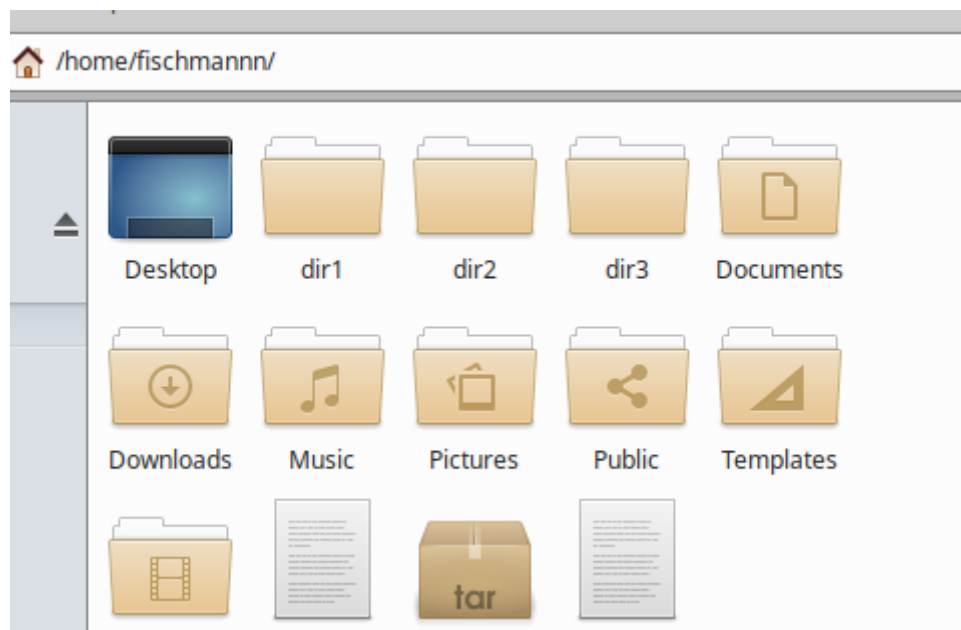 /home/fischmannn/
Desktop dir1 dir2 dir3 Documents
Downloads Music Pictures Public Templates
tar